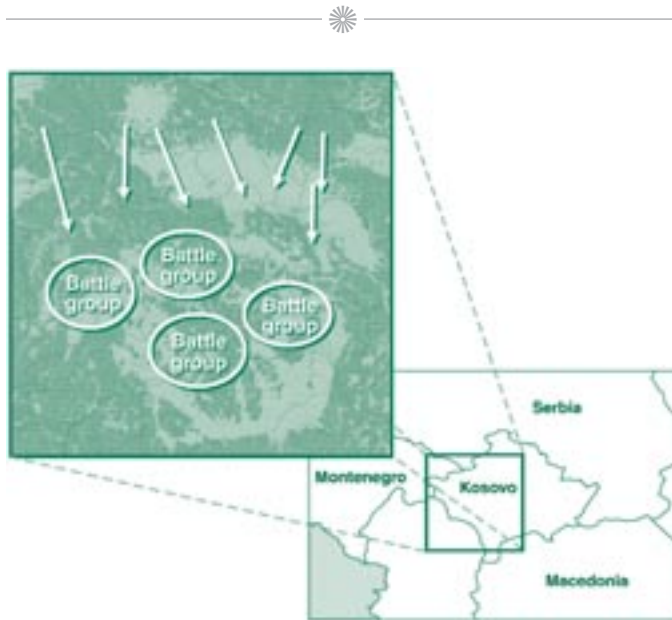 Battle
group
Battle
group
Battle
group
Battle
group
Serbia
Montenegro
Kosovo
Macedonia